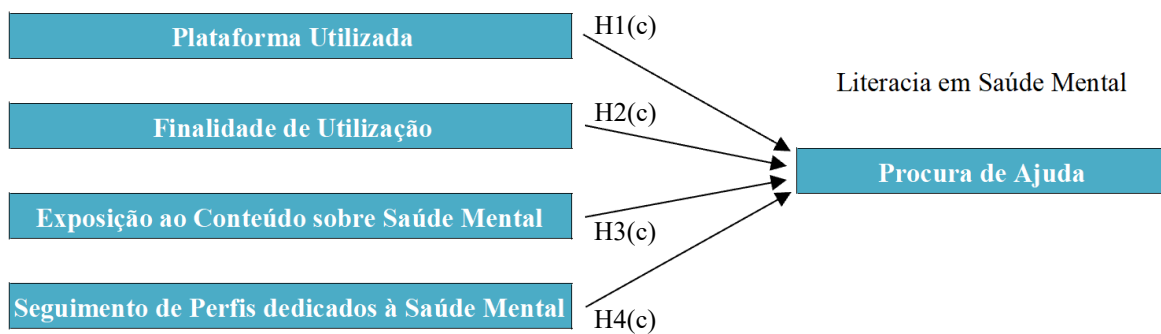 Plataforma Utilizada
H1(c)
Literacia em Saúde Mental
Finalidade de Utilização
H2(c)
Procura de Ajuda
Exposição ao Conteúdo sobre Saúde Mental
H3(c)
Seguimento de Perfis dedicados à Saúde Mental
H4(c)